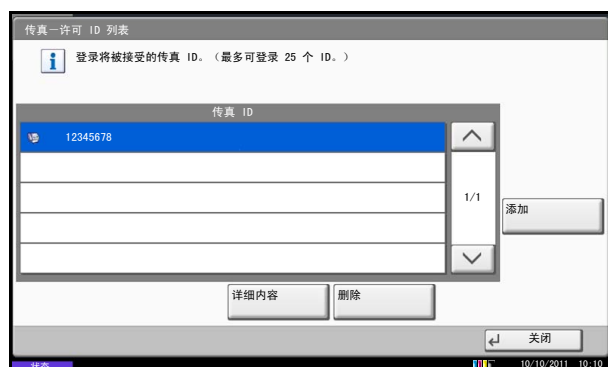 传真－许可 ID 列表
登录将被接受的传真 ID。（最多可登录 25 个 ID。）
传真 ID
12345678
1/1
添加
详细内容
删除
关闭
状态
10/10/2011 10:10